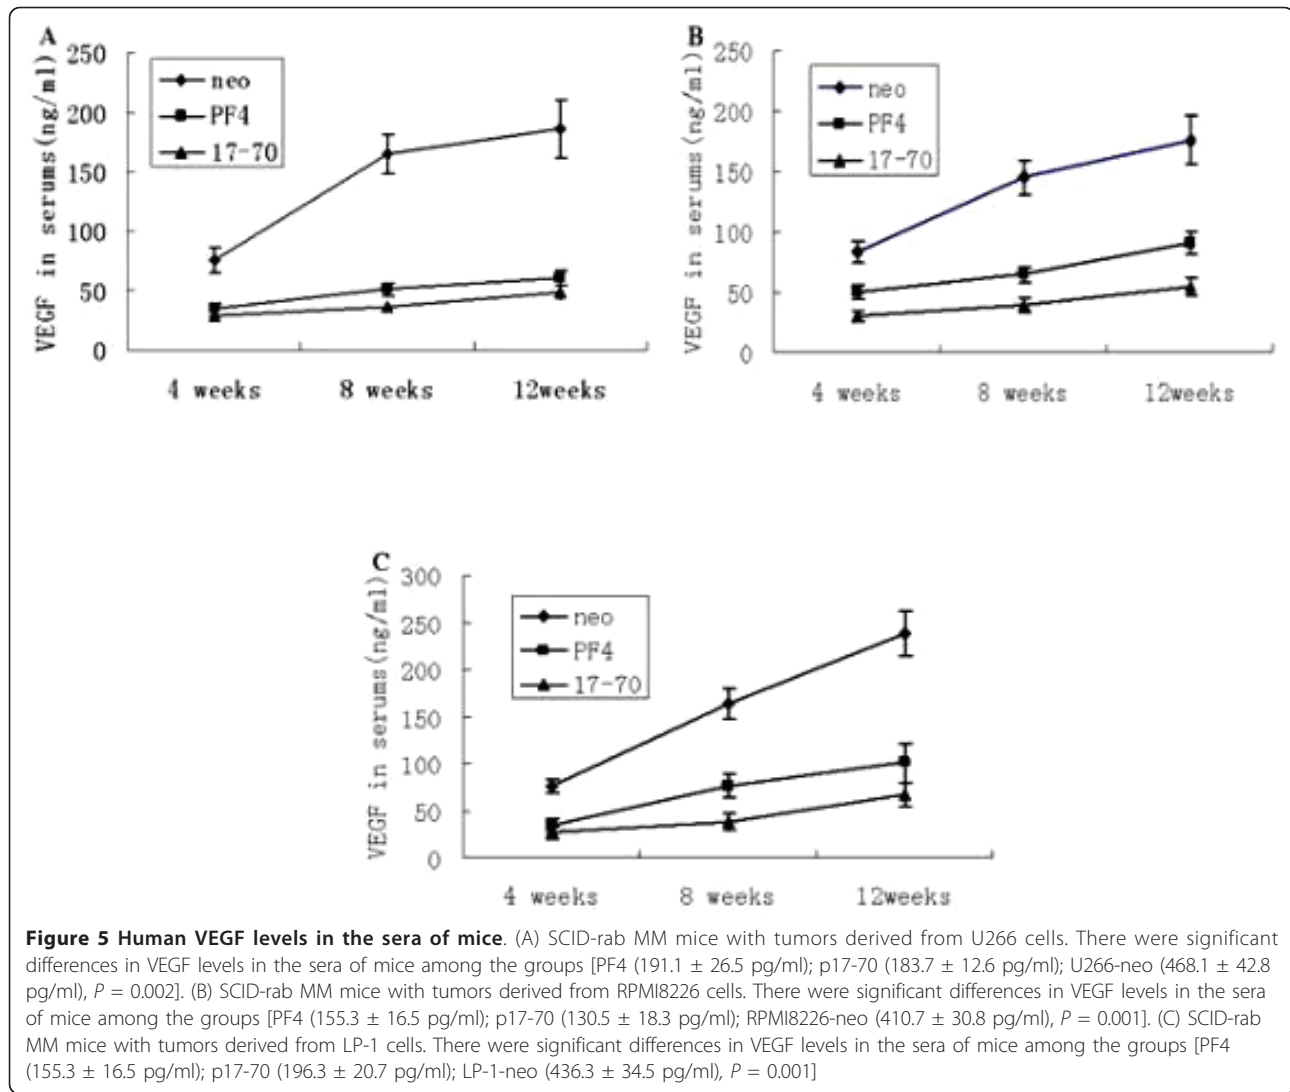 A
VEGF in serums(ng/ml)
250
200
150
100
50
0
neo
PF4
17-70
4 weeks
8 weeks
12weeks
B
VEGF in serums(ng/ml)
250
200
150
100
50
0
neo
PF4
17-70
4 weeks
8 weeks
12weeks
C
VEGF in serums(ng/ml)
300
250
200
150
100
50
0
neo
PF4
17-70
4 weeks
8 weeks
12weeks
Figure 5 Human VEGF levels in the sera of mice. (A) SCID-rab MM mice with tumors derived from U266 cells. There were significant
differences in VEGF levels in the sera of mice among the groups [PF4 (191.1 ± 26.5 pg/ml); p17-70 (183.7 ± 12.6 pg/ml); U266-neo (468.1 ± 42.8
pg/ml), P = 0.002]. (B) SCID-rab MM mice with tumors derived from RPMI8226 cells. There were significant differences in VEGF levels in the sera
of mice among the groups [PF4 (155.3 ± 16.5 pg/ml); p17-70 (130.5 ± 18.3 pg/ml); RPMI8226-neo (410.7 ± 30.8 pg/ml), P = 0.001]. (C) SCID-rab
MM mice with tumors derived from LP-1 cells. There were significant differences in VEGF levels in the sera of mice among the groups [PF4
(155.3 ± 16.5 pg/ml); p17-70 (196.3 ± 20.7 pg/ml); LP-1-neo (436.3 ± 34.5 pg/ml), P = 0.001]